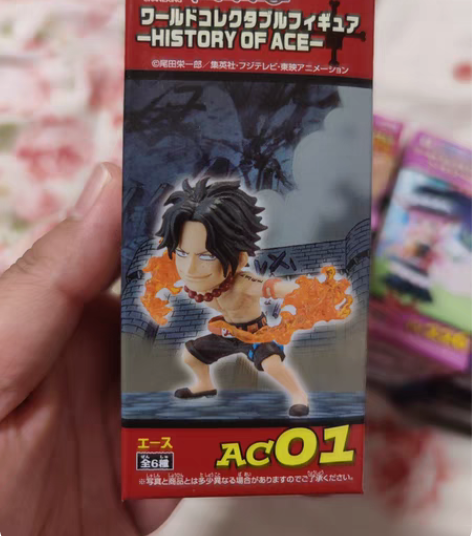 ワールドコレクタブルフィギュア
-HISTORY OF ACE-
©尾田栄一郎/集英社・フジテレビ・東映アニメーション
エース
全6種
AC01
※写真と商品とは多少異なる場合がありますのでご了承ください。